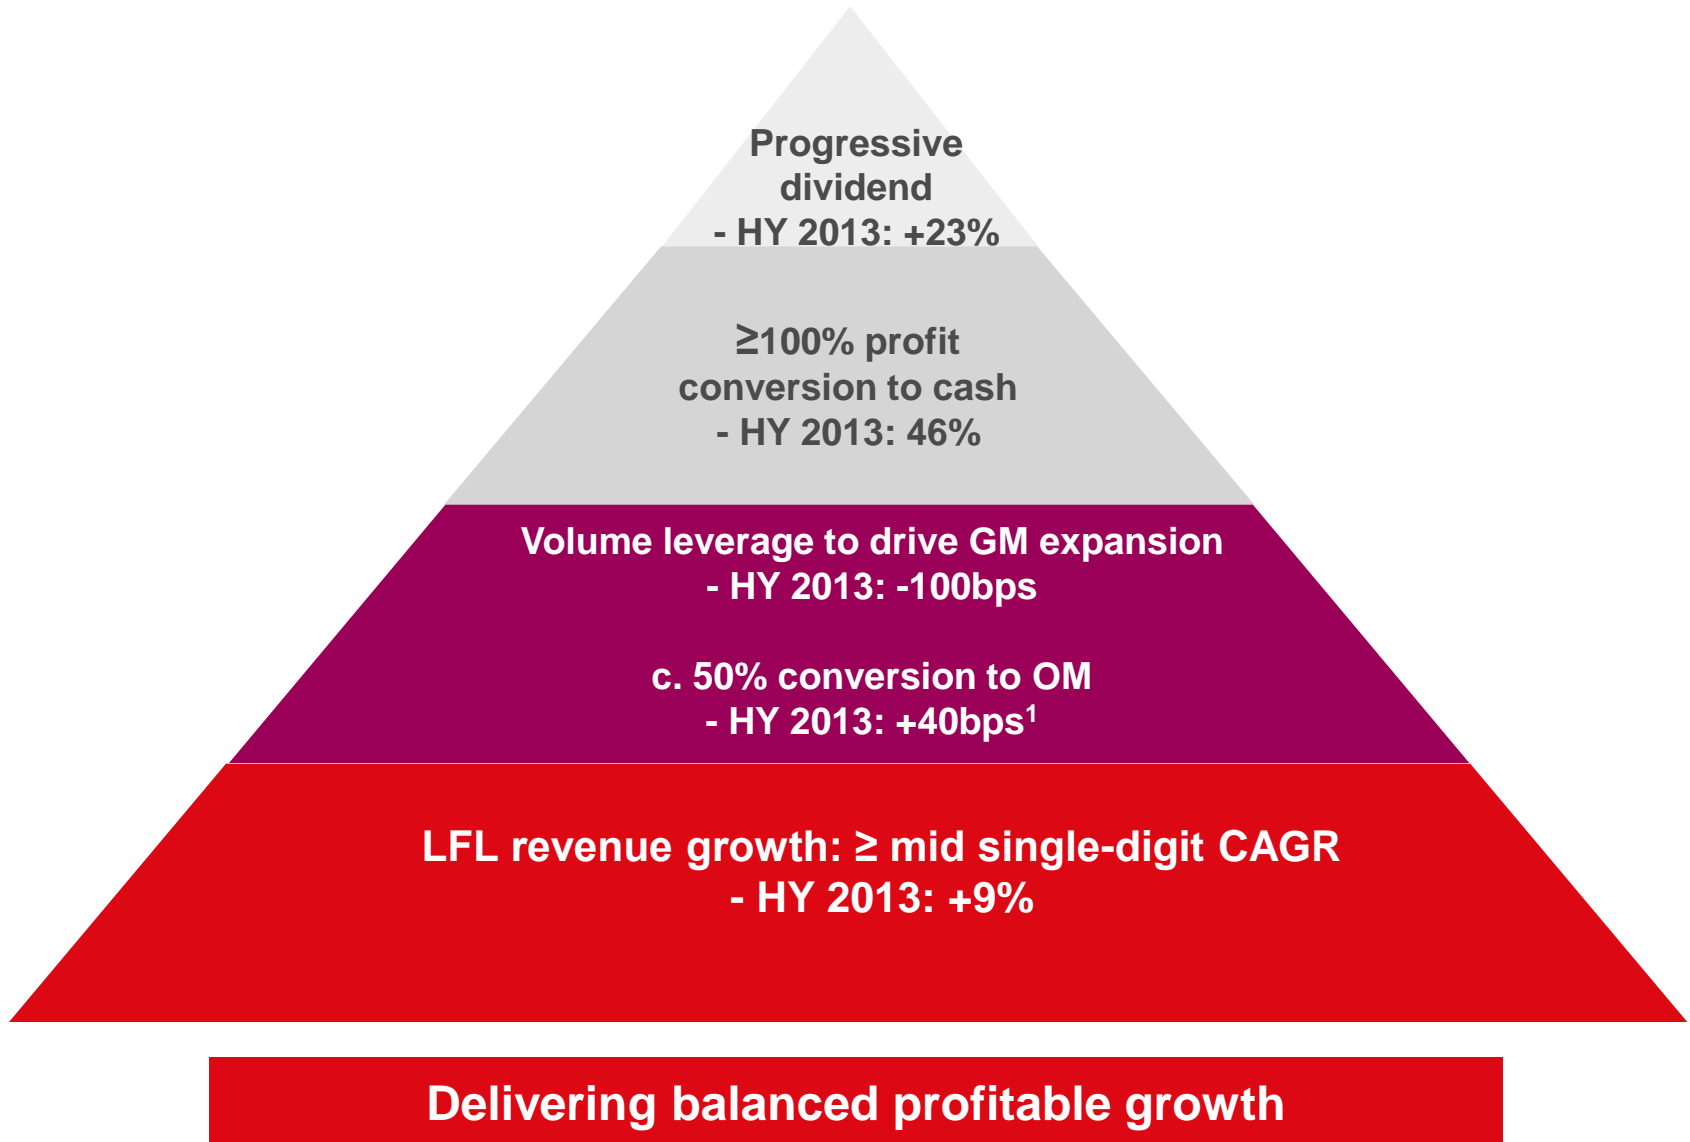 Progressive
dividend
- HY 2013: +23%
≥100% profit
conversion to cash
- HY 2013: 46%
Volume leverage to drive GM expansion
- HY 2013: -100bps
c. 50% conversion to OM
- HY 2013: +40bps¹
LFL revenue growth: ≥ mid single-digit CAGR
- HY 2013: +9%
Delivering balanced profitable growth